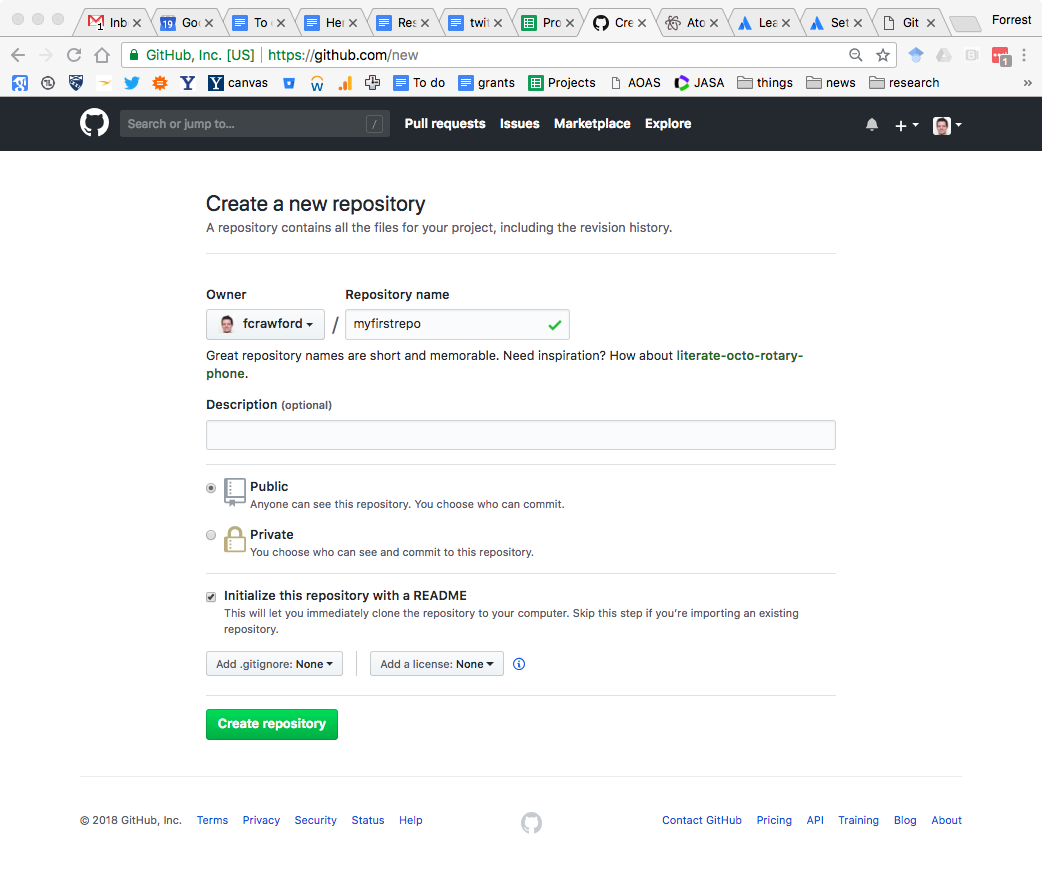 Inb Goo To d Her Res twit Pro Cre Ato Lea Set Git Forrest
GitHub, Inc. [US] https://github.com/new
canvas To do grants Projects AOAS JASA things news research »
Search or jump to... / Pull requests Issues Marketplace Explore
Create a new repository
A repository contains all the files for your project, including the revision history.
Owner Repository name
fcrawford / myfirstrepo
Great repository names are short and memorable. Need inspiration? How about literate-octo-rotary-
phone.
Description (optional)
Public
Anyone can see this repository. You choose who can commit.
Private
You choose who can see and commit to this repository.
Initialize this repository with a README
This will let you immediately clone the repository to your computer. Skip this step if you're importing an existing
repository.
Add .gitignore: None Add a license: None
Create repository
© 2018 GitHub, Inc. Terms Privacy Security Status Help Contact GitHub Pricing API Training Blog About